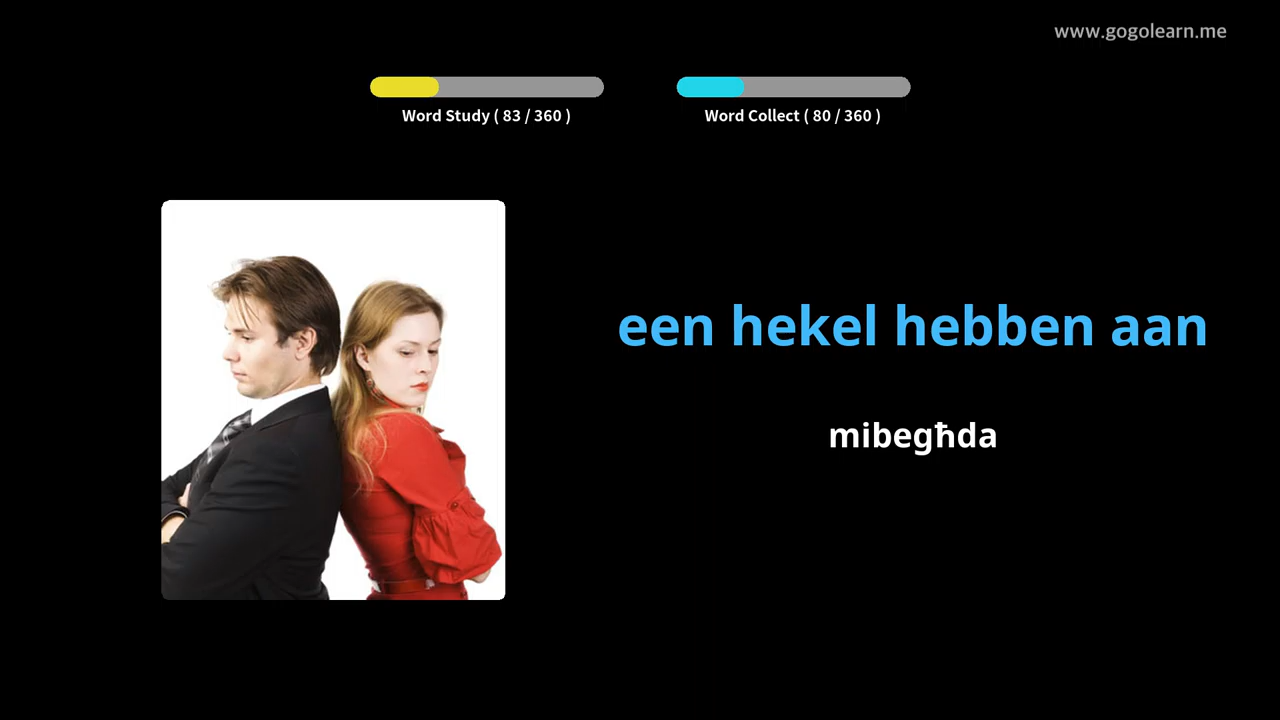 www.gogolearn.me
Word Study ( 83 / 360 )
Word Collect ( 80 / 360 )
een hekel hebben aan
mibegħda